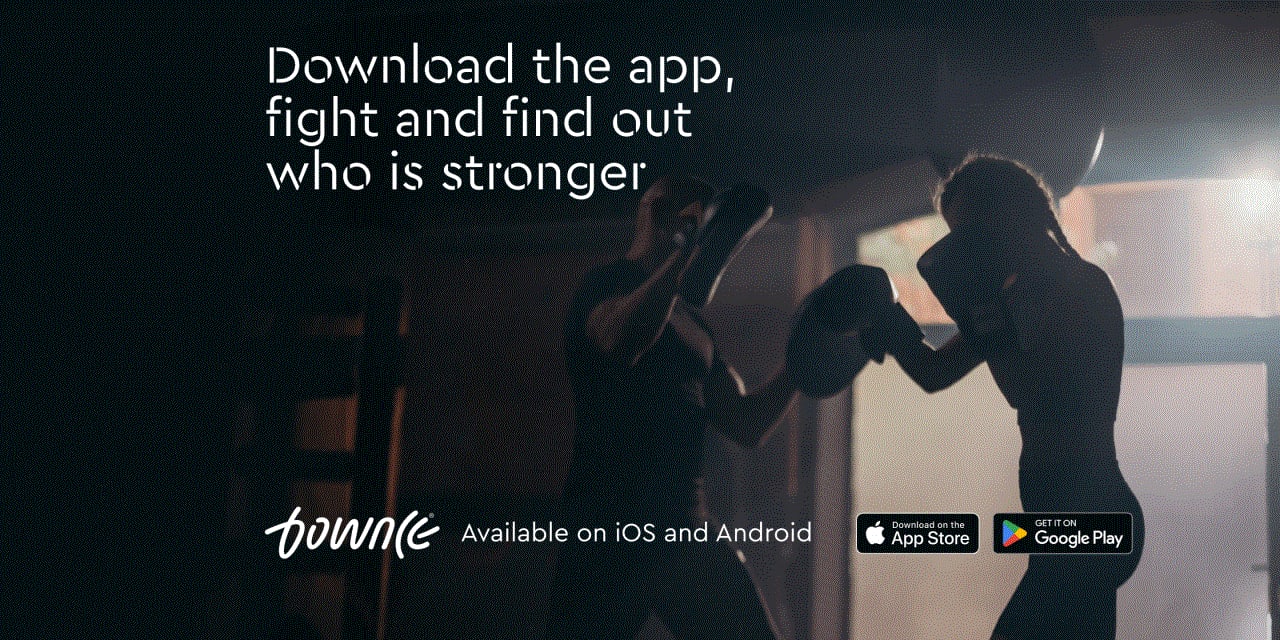 Download the app,
fight and find out
who is stronger
bownce®
Available on iOS and Android
Download on the
App Store
GET IT ON
Google Play